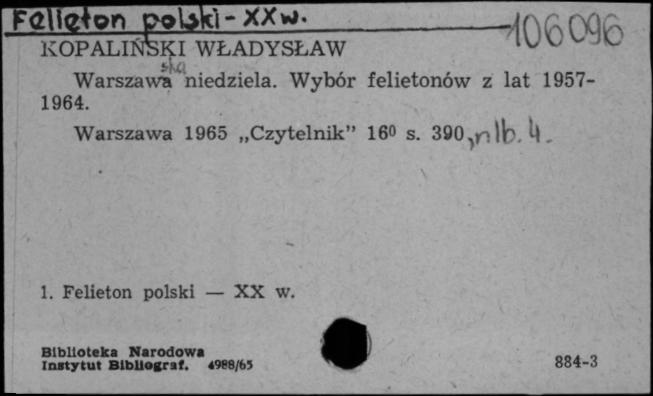 Felieton polski - XX w.
106096
KOPALIŃSKI WŁADYSŁAW
ska
Warszawa niedziela. Wybór felietonów z lat 1957-
1964.
Warszawa 1965 „Czytelnik” 16⁰ s. 390, nlb. 4.
1. Felieton polski — XX w.
Biblioteka Narodowa
Instytut Bibliograf. 4988/65
884-3